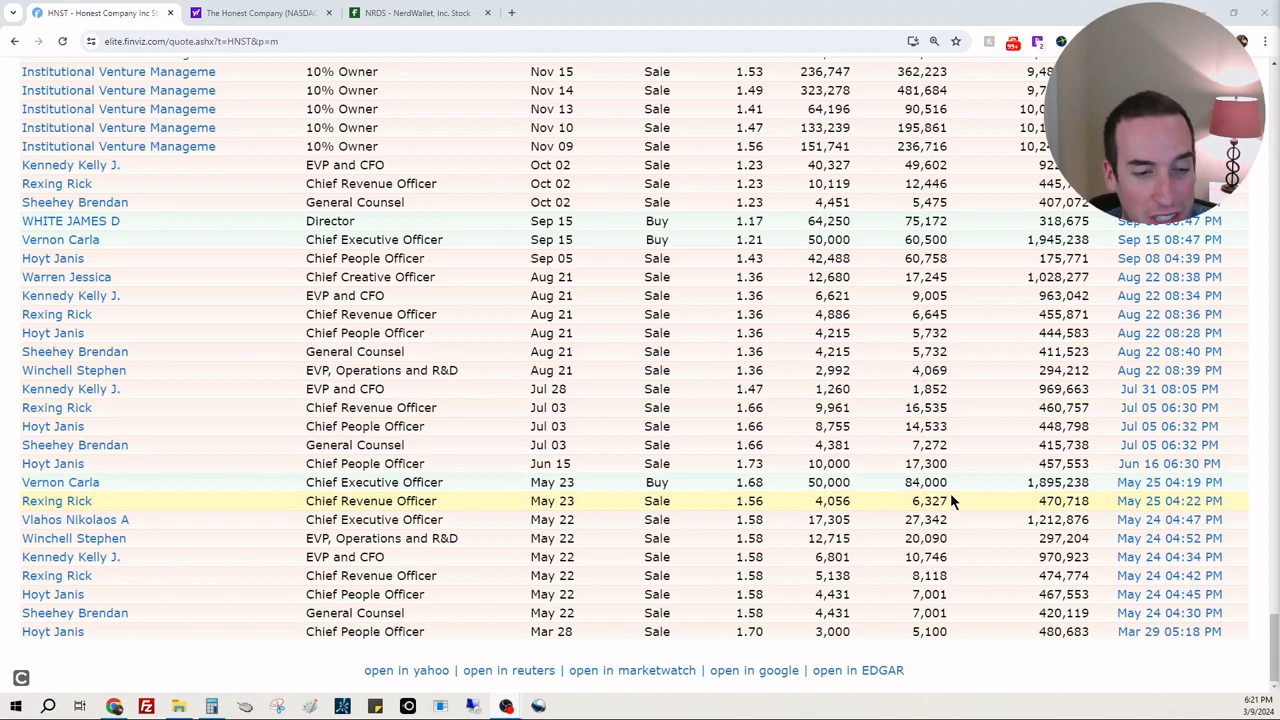 HNST - Honest Company Inc S
The Honest Company (NASDAC
NRDS - NerdWallet, Inc. Stock
elite.finviz.com/quote.ashx?t=HNST&p=m
99+
2
Institutional Venture Manageme 10% Owner Nov 15 Sale 1.53 236,747 362,223
Institutional Venture Manageme 10% Owner Nov 14 Sale 1.49 323,278 481,684
Institutional Venture Manageme 10% Owner Nov 13 Sale 1.41 64,196 90,516
Institutional Venture Manageme 10% Owner Nov 10 Sale 1.47 133,239 195,861
Institutional Venture Manageme 10% Owner Nov 09 Sale 1.56 151,741 236,716
Kennedy Kelly J. EVP and CFO Oct 02 Sale 1.23 40,327 49,602
Rexing Rick Chief Revenue Officer Oct 02 Sale 1.23 10,119 12,446
Sheehey Brendan General Counsel Oct 02 Sale 1.23 4,451 5,475 407,072
WHITE JAMES D Director Sep 15 Buy 1.17 64,250 75,172 318,675 08:47 PM
Vernon Carla Chief Executive Officer Sep 15 Buy 1.21 50,000 60,500 1,945,238 Sep 15 08:47 PM
Hoyt Janis Chief People Officer Sep 05 Sale 1.43 42,488 60,758 175,771 Sep 08 04:39 PM
Warren Jessica Chief Creative Officer Aug 21 Sale 1.36 12,680 17,245 1,028,277 Aug 22 08:38 PM
Kennedy Kelly J. EVP and CFO Aug 21 Sale 1.36 6,621 9,005 963,042 Aug 22 08:34 PM
Rexing Rick Chief Revenue Officer Aug 21 Sale 1.36 4,886 6,645 455,871 Aug 22 08:36 PM
Hoyt Janis Chief People Officer Aug 21 Sale 1.36 4,215 5,732 444,583 Aug 22 08:28 PM
Sheehey Brendan General Counsel Aug 21 Sale 1.36 4,215 5,732 411,523 Aug 22 08:40 PM
Winchell Stephen EVP, Operations and R&D Aug 21 Sale 1.36 2,992 4,069 294,212 Aug 22 08:39 PM
Kennedy Kelly J. EVP and CFO Jul 28 Sale 1.47 1,260 1,852 969,663 Jul 31 08:05 PM
Rexing Rick Chief Revenue Officer Jul 03 Sale 1.66 9,961 16,535 460,757 Jul 05 06:30 PM
Hoyt Janis Chief People Officer Jul 03 Sale 1.66 8,755 14,533 448,798 Jul 05 06:32 PM
Sheehey Brendan General Counsel Jul 03 Sale 1.66 4,381 7,272 415,738 Jul 05 06:32 PM
Hoyt Janis Chief People Officer Jun 15 Sale 1.73 10,000 17,300 457,553 Jun 16 06:30 PM
Vernon Carla Chief Executive Officer May 23 Buy 1.68 50,000 84,000 1,895,238 May 25 04:19 PM
Rexing Rick Chief Revenue Officer May 23 Sale 1.56 4,056 6,327 470,718 May 25 04:22 PM
Vlahos Nikolaos A Chief Executive Officer May 22 Sale 1.58 17,305 27,342 1,212,876 May 24 04:47 PM
Winchell Stephen EVP, Operations and R&D May 22 Sale 1.58 12,715 20,090 297,204 May 24 04:52 PM
Kennedy Kelly J. EVP and CFO May 22 Sale 1.58 6,801 10,746 970,923 May 24 04:34 PM
Rexing Rick Chief Revenue Officer May 22 Sale 1.58 5,138 8,118 474,774 May 24 04:42 PM
Hoyt Janis Chief People Officer May 22 Sale 1.58 4,431 7,001 467,553 May 24 04:45 PM
Sheehey Brendan General Counsel May 22 Sale 1.58 4,431 7,001 420,119 May 24 04:30 PM
Hoyt Janis Chief People Officer Mar 28 Sale 1.70 3,000 5,100 480,683 Mar 29 05:18 PM
open in yahoo | open in reuters | open in marketwatch | open in google | open in EDGAR
6:21 PM
3/9/2024